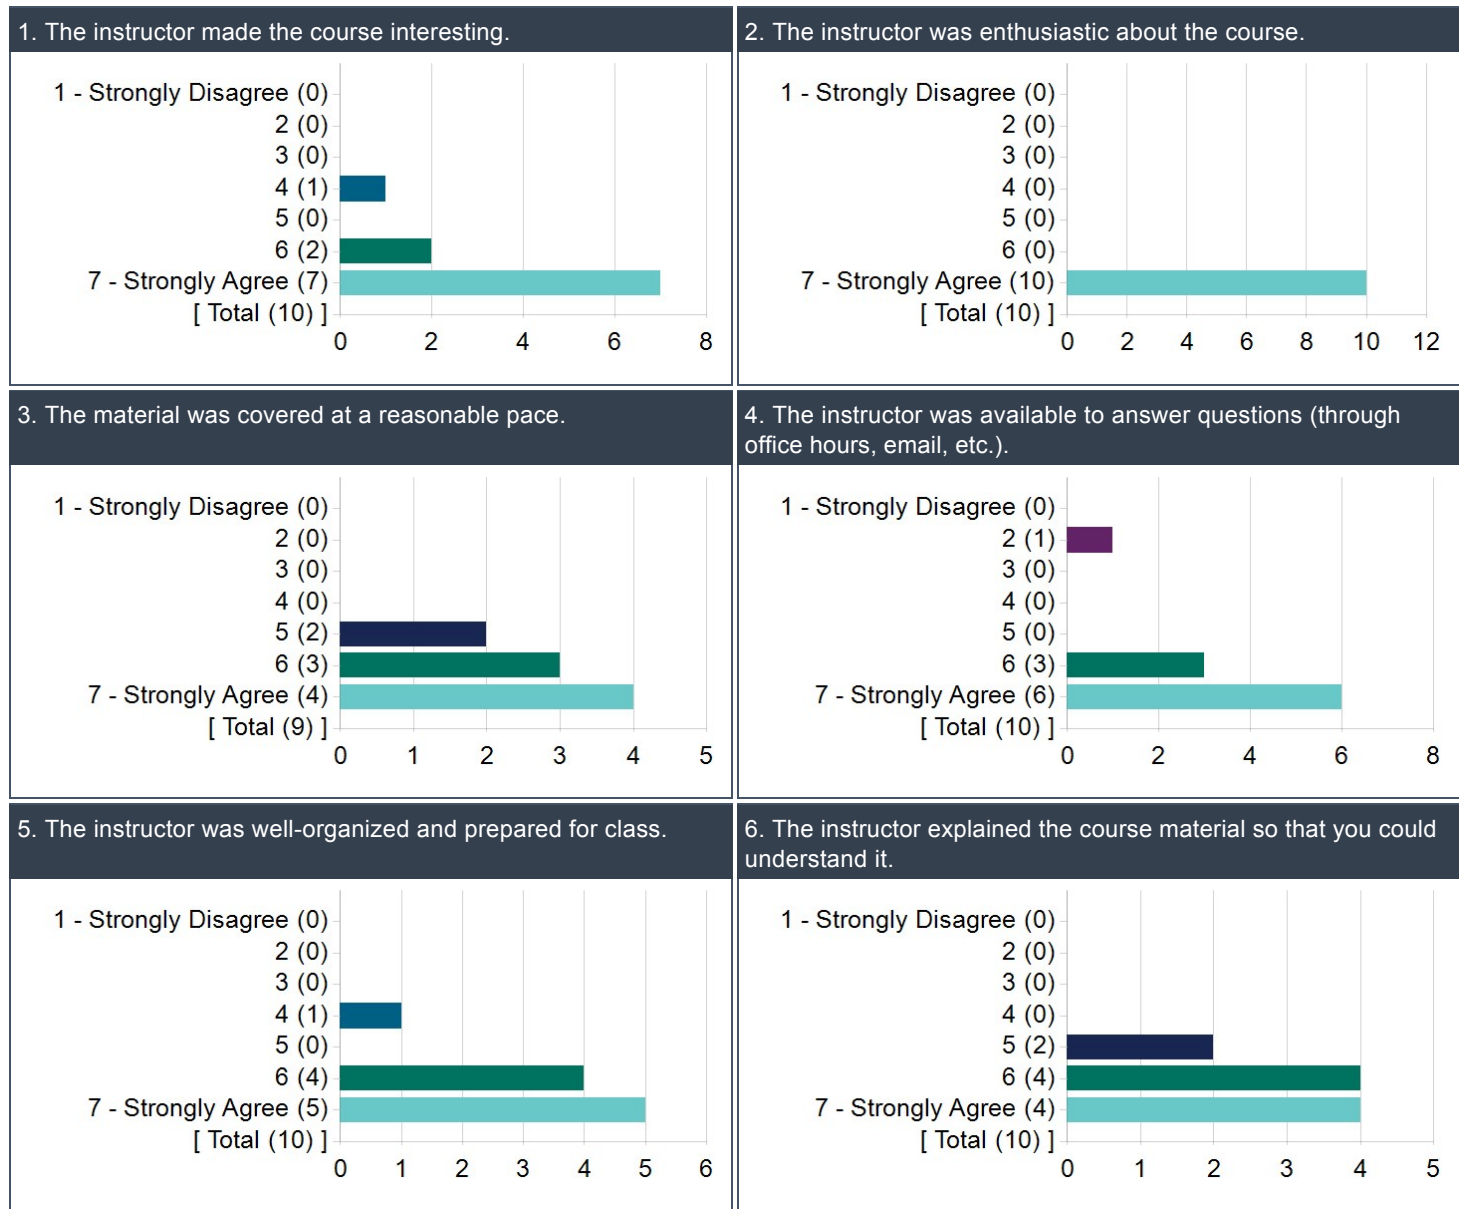 1. The instructor made the course interesting.
1 - Strongly Disagree (0)
2 (0)
3 (0)
4 (1)
5 (0)
6 (2)
7 - Strongly Agree (7)
[ Total (10) ]
0 2 4 6 8
2. The instructor was enthusiastic about the course.
1 - Strongly Disagree (0)
2 (0)
3 (0)
4 (0)
5 (0)
6 (0)
7 - Strongly Agree (10)
[ Total (10) ]
0 2 4 6 8 10 12
3. The material was covered at a reasonable pace.
1 - Strongly Disagree (0)
2 (0)
3 (0)
4 (0)
5 (2)
6 (3)
7 - Strongly Agree (4)
[ Total (9) ]
0 1 2 3 4 5
4. The instructor was available to answer questions (through
office hours, email, etc.).
1 - Strongly Disagree (0)
2 (1)
3 (0)
4 (0)
5 (0)
6 (3)
7 - Strongly Agree (6)
[ Total (10) ]
0 2 4 6 8
5. The instructor was well-organized and prepared for class.
1 - Strongly Disagree (0)
2 (0)
3 (0)
4 (1)
5 (0)
6 (4)
7 - Strongly Agree (5)
[ Total (10) ]
0 1 2 3 4 5 6
6. The instructor explained the course material so that you could
understand it.
1 - Strongly Disagree (0)
2 (0)
3 (0)
4 (0)
5 (2)
6 (4)
7 - Strongly Agree (4)
[ Total (10) ]
0 1 2 3 4 5